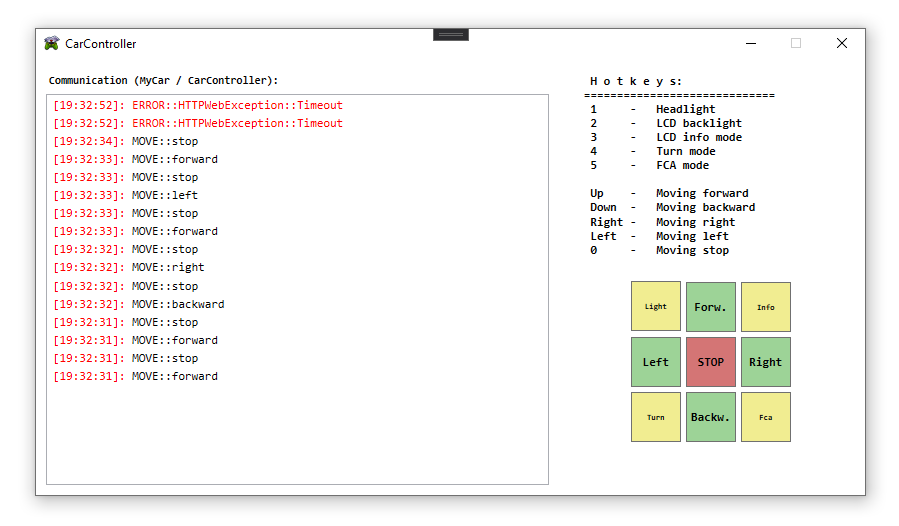 CarController
Communication (MyCar / CarController):
[19:32:52]: ERROR::HTTPWebException::Timeout
[19:32:52]: ERROR::HTTPWebException::Timeout
[19:32:34]: MOVE::stop
[19:32:33]: MOVE::forward
[19:32:33]: MOVE::stop
[19:32:33]: MOVE::left
[19:32:33]: MOVE::stop
[19:32:33]: MOVE::forward
[19:32:32]: MOVE::stop
[19:32:32]: MOVE::right
[19:32:32]: MOVE::stop
[19:32:32]: MOVE::backward
[19:32:31]: MOVE::stop
[19:32:31]: MOVE::forward
[19:32:31]: MOVE::stop
[19:32:31]: MOVE::forward
H o t k e y s:
=============================
1 - Headlight
2 - LCD backlight
3 - LCD info mode
4 - Turn mode
5 - FCA mode
Up - Moving forward
Down - Moving backward
Right - Moving right
Left - Moving left
0 - Moving stop
Light Forw. Info
Left STOP Right
Turn Backw. Fca